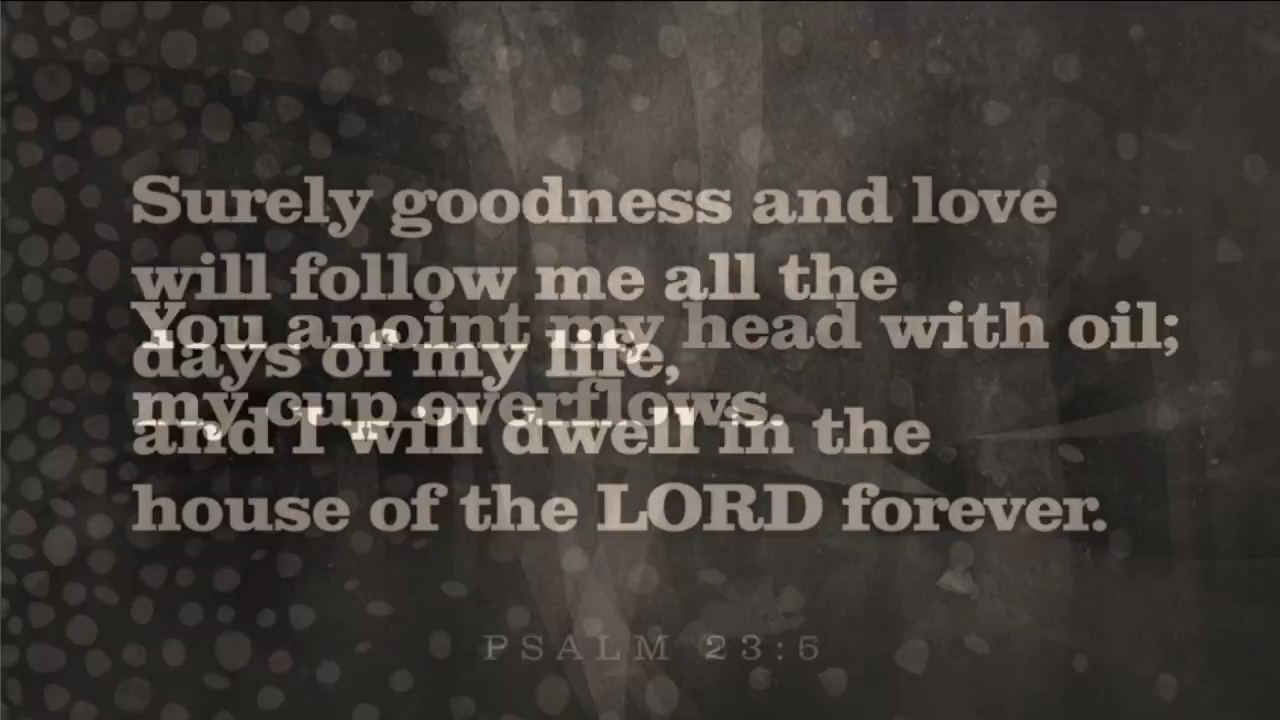 Surely goodness and love
will follow me all the
You anoint my head with oil;
days of my life,
my cup overflows.
and I will dwell in the
house of the LORD forever.
PSALM 23:5